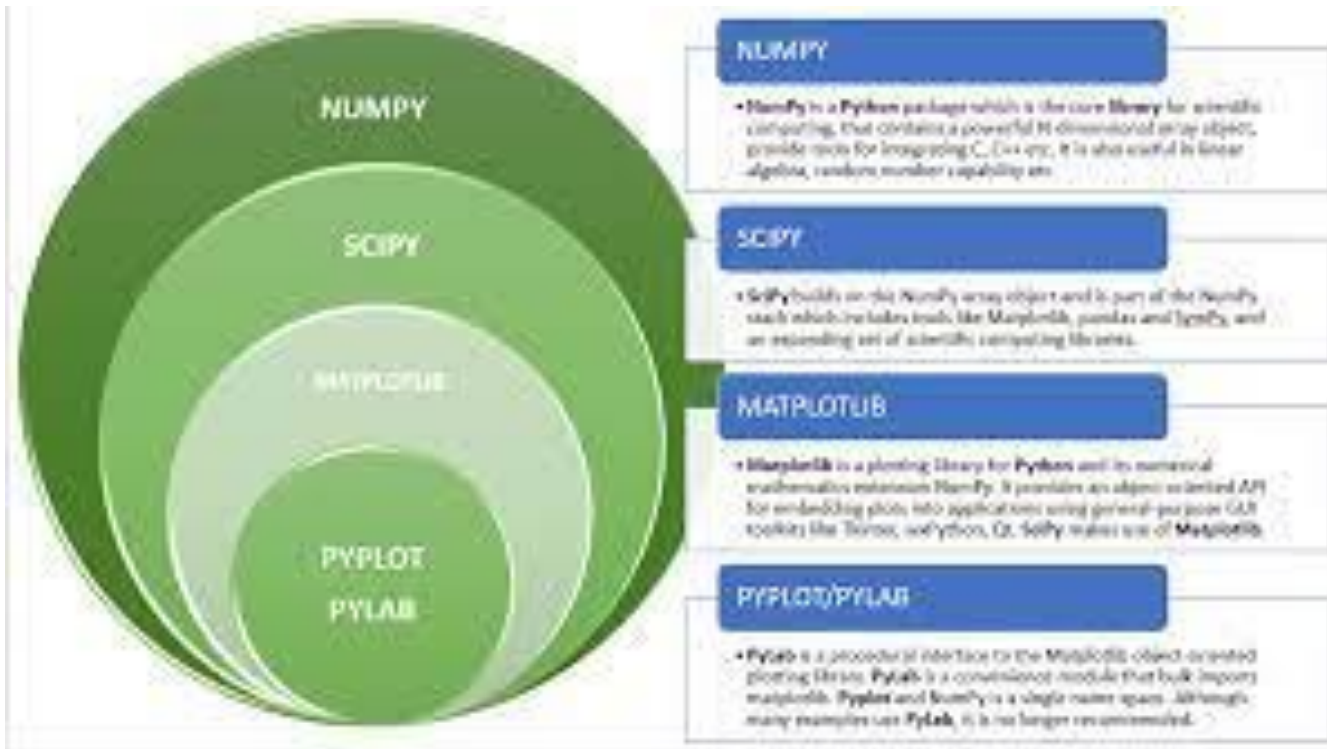 NUMPY
SCIPY
MATPLOTLIB
PYPLOT
PYLAB
NUMPY
• NumPy is a Python package which is the core library for scientific
computing, that contains a powerful N-dimensional array object,
provide tools for integrating C, C++ etc. It is also useful in linear
algebra, random number capability etc
SCIPY
• SciPy builds on the NumPy array object and is part of the NumPy
stack which includes tools like Matplotlib, pandas and SymPy, and
an expanding set of scientific computing libraries.
MATPLOTLIB
• Matplotlib is a plotting library for Python and its numerical
mathematics extension NumPy. It provides an object-oriented API
for embedding plots into applications using general-purpose GUI
toolkits like Tkinter, wxPython, Qt. SciPy makes use of Matplotlib.
PYPLOT/PYLAB
• PyLab is a procedural interface to the Matplotlib object-oriented
plotting library. PyLab is a convenience module that bulk imports
matplotlib. Pyplot and NumPy is a single name space. Although
many examples use PyLab, it is no longer recommended.